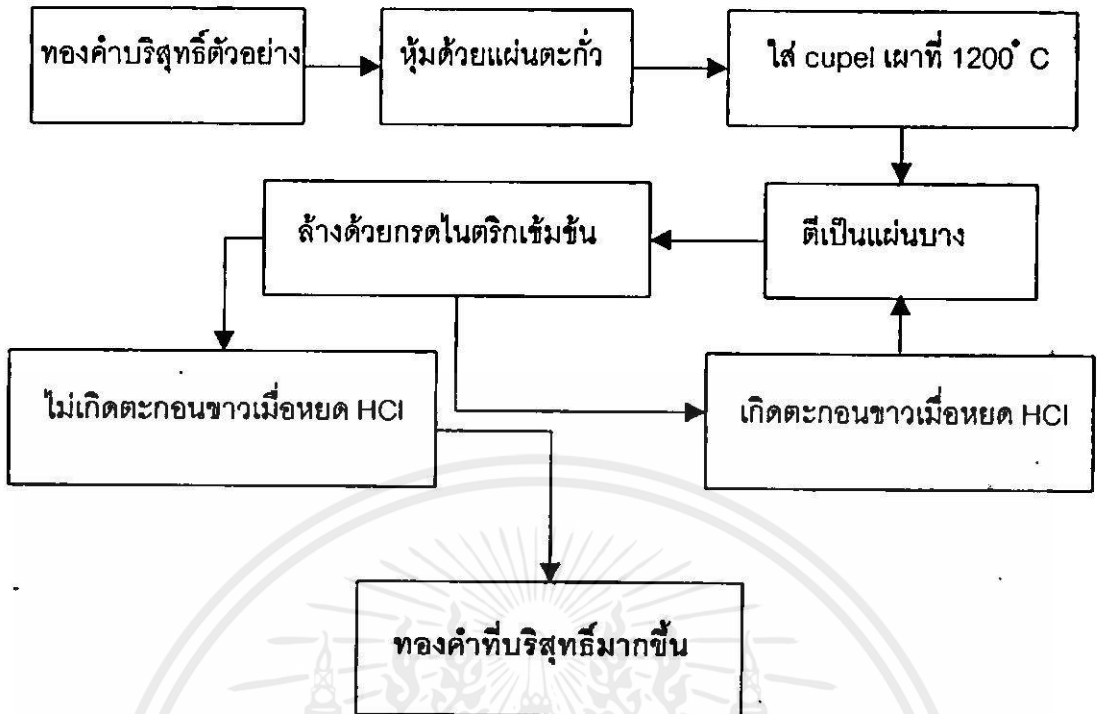 ทองคำบริสุทธิ์ตัวอย่าง
หุ้มด้วยแผ่นตะกั่ว
ใส่ cupel เผาที่ 1200° C
ล้างด้วยกรดไนตริกเข้มข้น
ตีเป็นแผ่นบาง
ไม่เกิดตะกอนขาวเมื่อหยด HCl
เกิดตะกอนขาวเมื่อหยด HCl
ทองคำที่บริสุทธิ์มากขึ้น